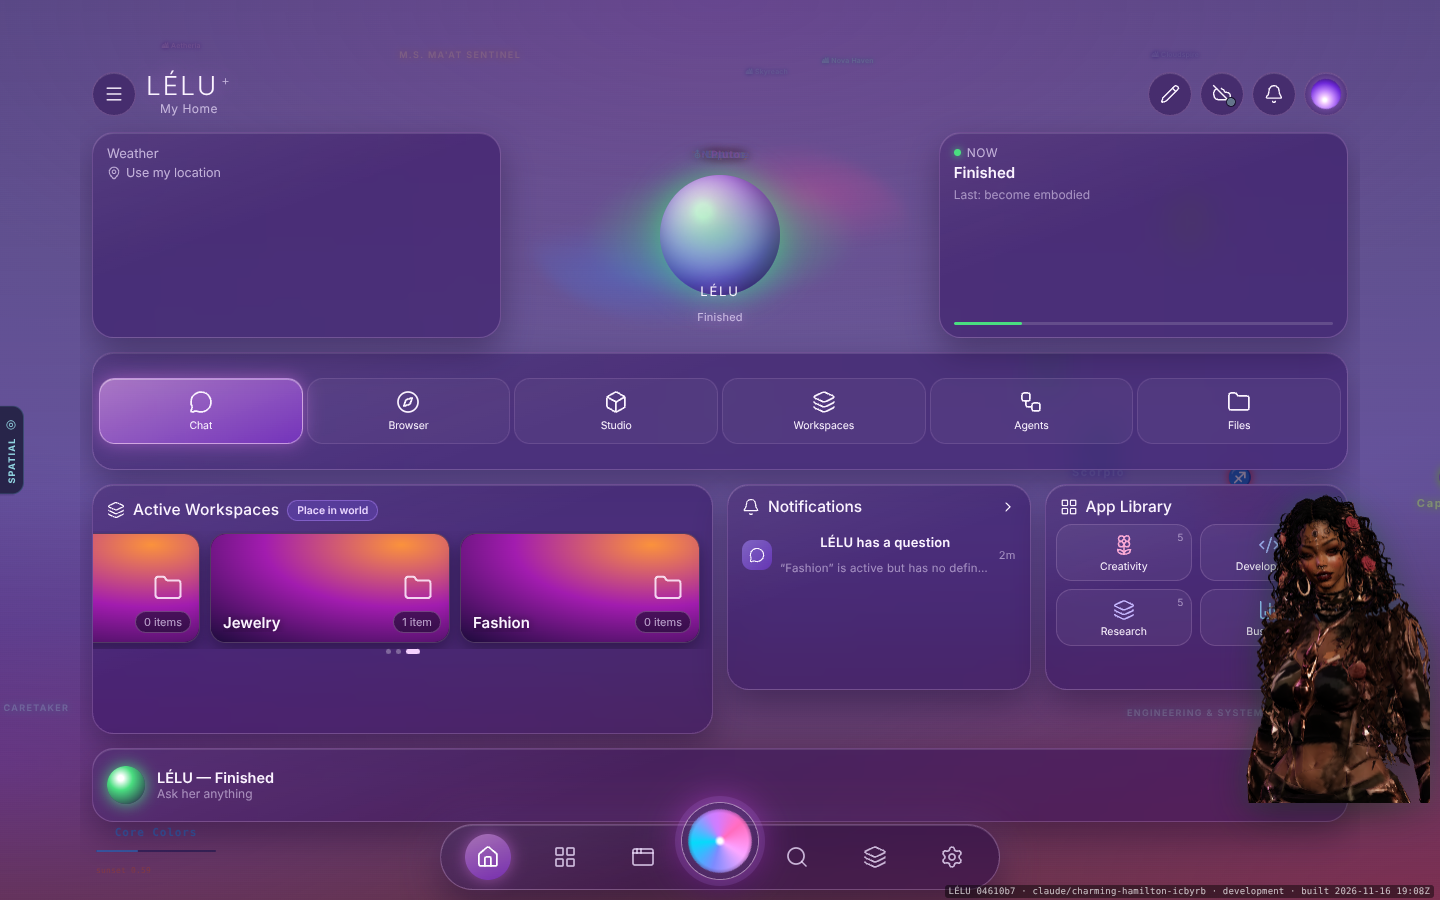 M.S. MA'AT SENTINEL
LÉLU +
My Home
Weather
Use my location
LÉLU
Finished
NOW
Finished
Last: become embodied
Chat
Browser
Studio
Workspaces
Agents
Files
SPATIAL
Active Workspaces
Place in world
0 items
Jewelry
1 item
Fashion
0 items
Notifications
LÉLU has a question
2m
“Fashion” is active but has no defin...
App Library
Creativity
5
Develop
Research
5
Bu
Cap
CARETAKER
ENGINEERING & SYSTEM
LÉLU — Finished
Ask her anything
Core Colors
LÉLU 04610b7 · claude/charming-hamilton-icbyrb · development · built 2026-11-16 19:08Z